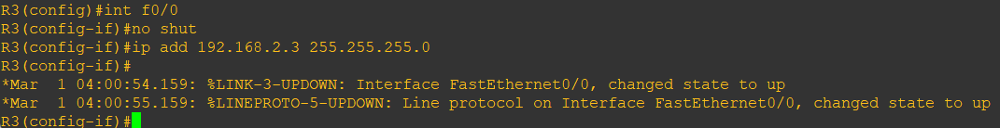 R3(config)#int f0/0
R3(config-if)#no shut
R3(config-if)#ip add 192.168.2.3 255.255.255.0
R3(config-if)#
*Mar  1 04:00:54.159: %LINK-3-UPDOWN: Interface FastEthernet0/0, changed state to up
*Mar  1 04:00:55.159: %LINEPROTO-5-UPDOWN: Line protocol on Interface FastEthernet0/0, changed state to up
R3(config-if)#